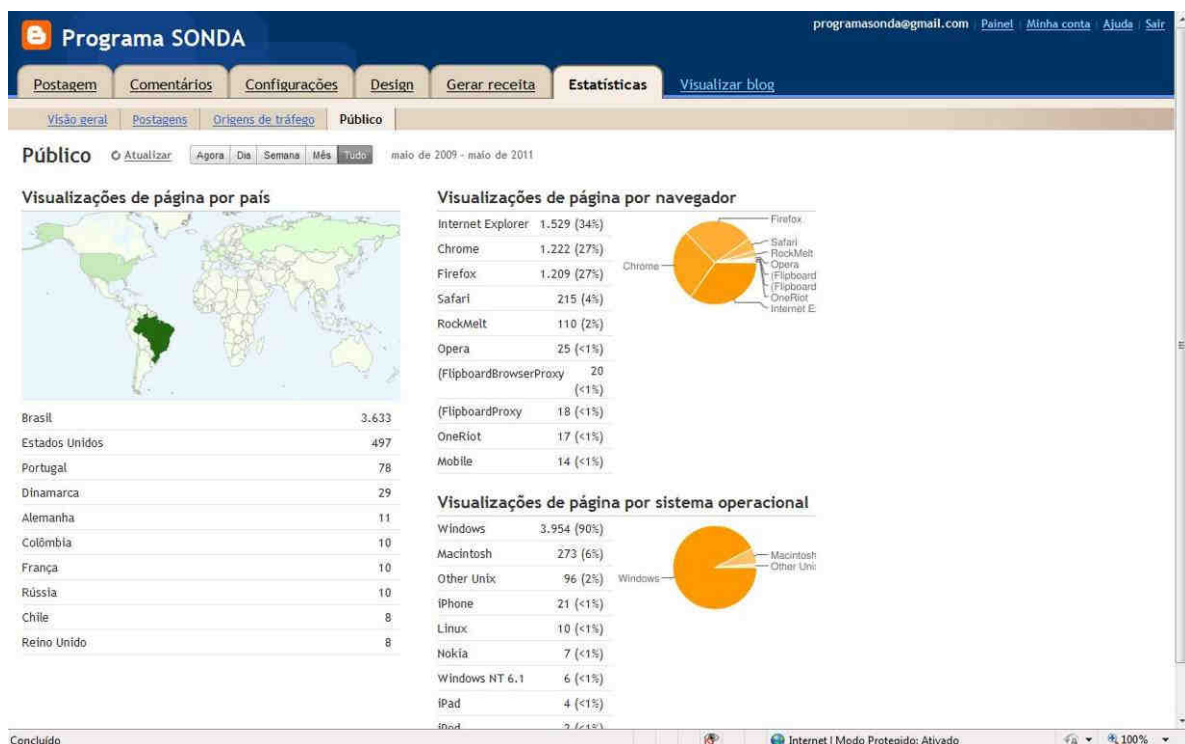 Programa SONDA
programasonda@gmail.com Painel Minha conta Ajuda Sair
Postagem Comentários Configurações Design Gerar receita Estatísticas Visualizar blog
Visão geral Postagens Origens de tráfego Público
Público Atualizar Agora Dia Semana Mês Tudo maio de 2009 - maio de 2011
Visualizações de página por país
Brasil 3.633
Estados Unidos 497
Portugal 78
Dinamarca 29
Alemanha 11
Colômbia 10
França 10
Rússia 10
Chile 8
Reino Unido 8
Visualizações de página por navegador
Internet Explorer 1.529 (34%)
Chrome 1.222 (27%)
Firefox 1.209 (27%)
Safari 215 (4%)
RockMelt 110 (2%)
Opera 25 (<1%)
(FlipboardBrowserProxy 20
(<1%)
(FlipboardProxy 18 (<1%)
OneRiot 17 (<1%)
Mobile 14 (<1%)
Firefox
Safari
RockMelt
Opera
(Flipboard
(Flipboard
OneRiot
Internet E:
Chrome
Visualizações de página por sistema operacional
Windows 3.954 (90%)
Macintosh 273 (6%)
Other Unix 96 (2%)
iPhone 21 (<1%)
Linux 10 (<1%)
Nokia 7 (<1%)
Windows NT 6.1 6 (<1%)
iPad 4 (<1%)
Macintosh
Other Uni
Windows
Concluído Internet | Modo Protegido: Ativado 100%